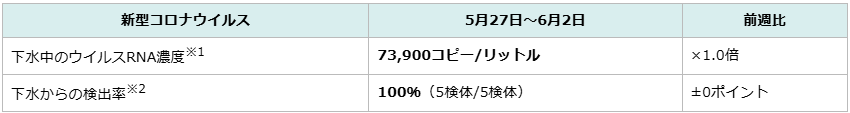 新型コロナウイルス 5月27日～6月2日 前週比
下水中のウイルスRNA濃度※1 73,900コピー/リットル ×1.0倍
下水からの検出率※2 100%（5検体/5検体） ±0ポイント